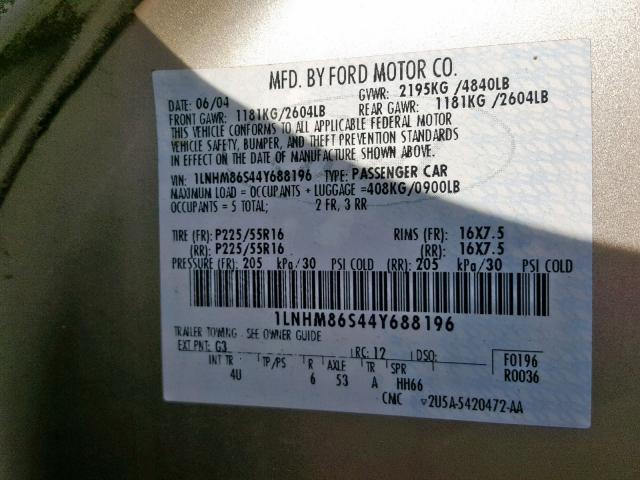 MFD. BY FORD MOTOR CO.
DATE: 06/04 GVWR: 2195KG /4840LB
FRONT GAWR: 1181KG/2604LB REAR GAWR: 1181KG /2604LB
THIS VEHICLE CONFORMS TO ALL APPLICABLE FEDERAL MOTOR
VEHICLE SAFETY, BUMPER, AND THEFT PREVENTION STANDARDS
IN EFFECT ON THE DATE OF MANUFACTURE SHOWN ABOVE.
VIN: 1LNHM86S44Y688196 TYPE: PASSENGER CAR
MAXIMUM LOAD = OCCUPANTS + LUGGAGE =408KG/0900LB
OCCUPANTS = 5 TOTAL; 2 FR, 3 RR
TIRE (FR): P225/55R16 RIMS (FR): 16X7.5
(RR): P225/55R16 (RR): 16X7.5
PRESSURE (FR): 205 kPa/30 PSI COLD (RR): 205 kPa/30 PSI COLD
1LNHM86S44Y688196
TRAILER TOWING - SEE OWNER GUIDE
EXT PNT: G3 RC: 12 DSO: F0196
INT TR TP/PS R AXLE TR SPR R0036
4U 6 53 A HH66
CMC ▽2U5A-5420472-AA